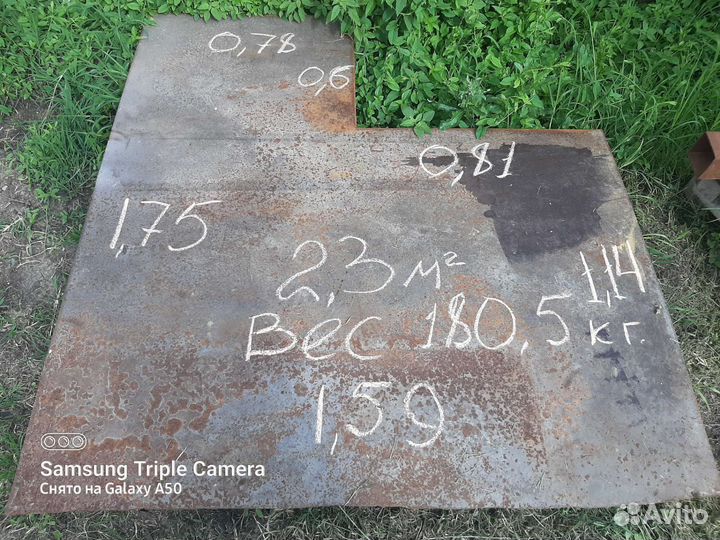 0,78
0,6
0,81
1,75
2,3 м²
1,14
Вес 180,5 кг.
1,59
Samsung Triple Camera
Снято на Galaxy A50
Avito